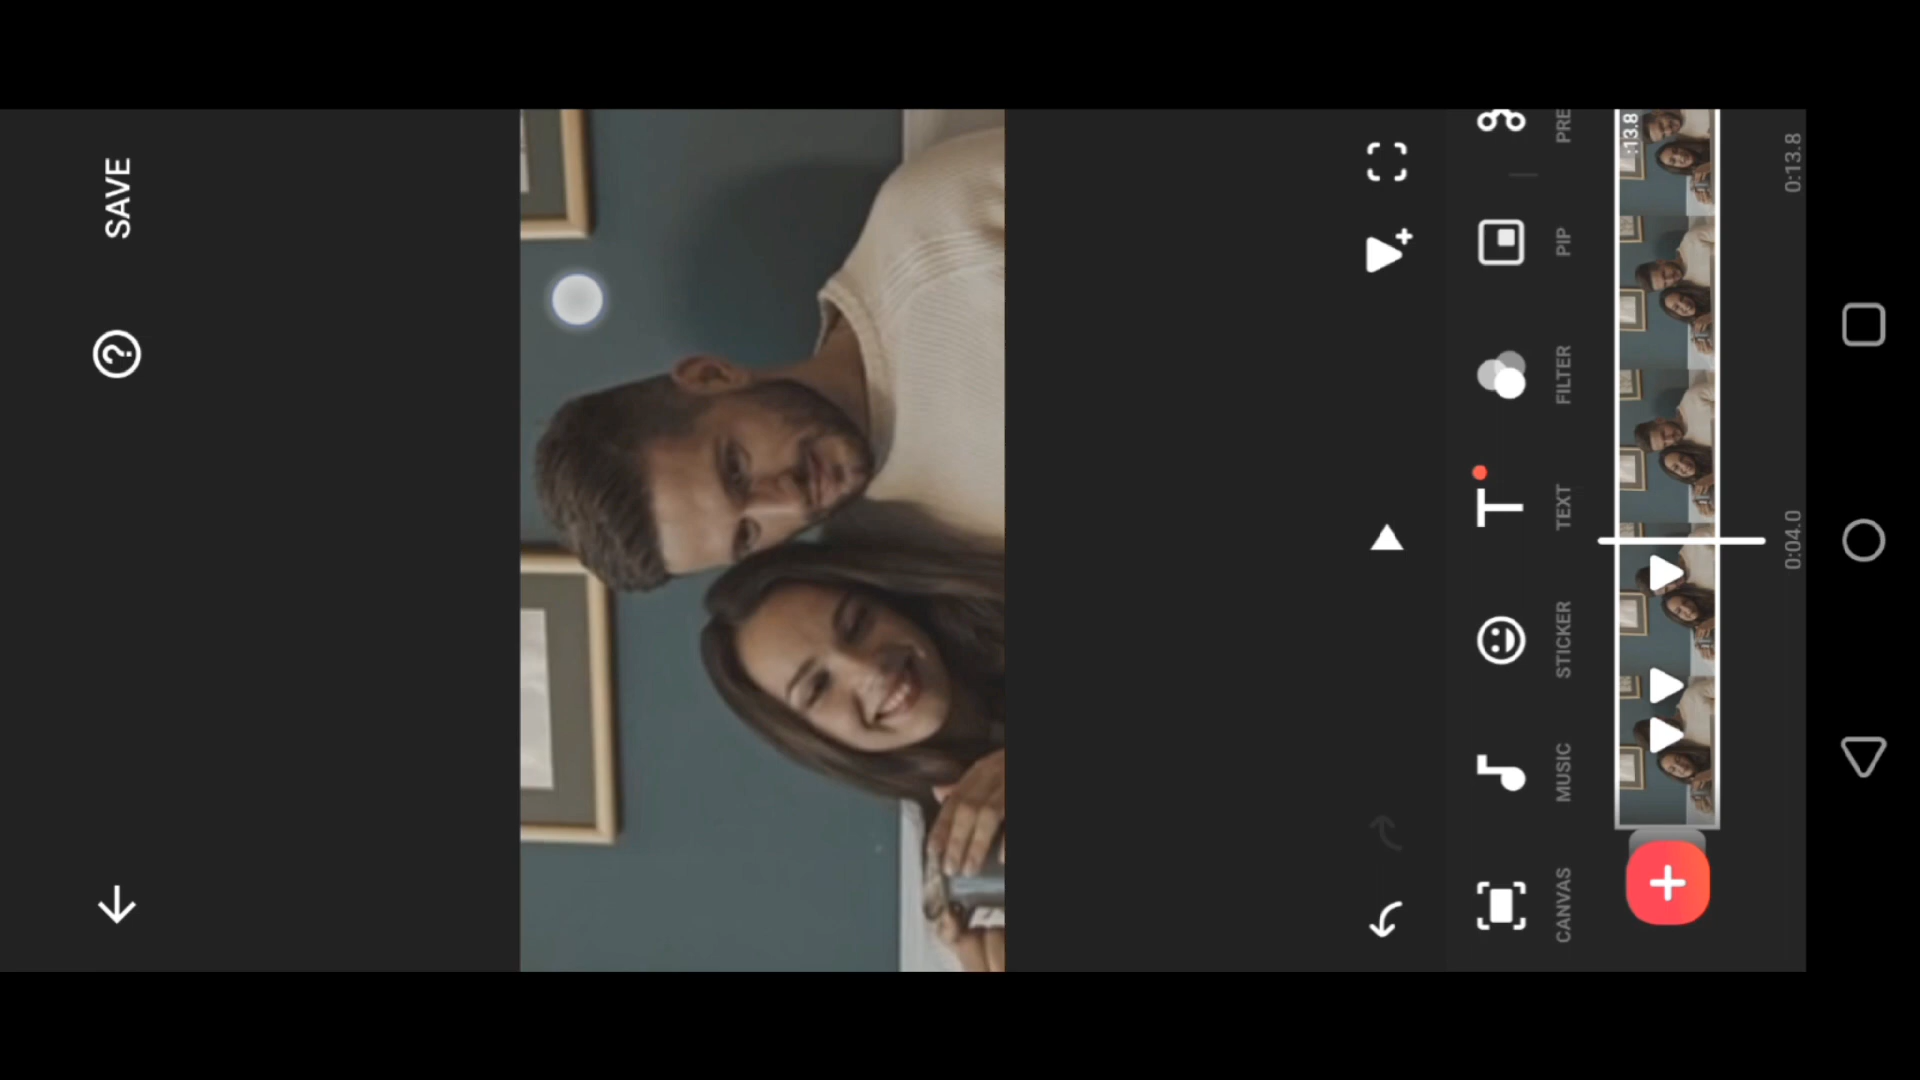 SAVE
CANVAS
MUSIC
STICKER
TEXT
FILTER
PIP
PRE
:13.8
0:04.0
0:13.8